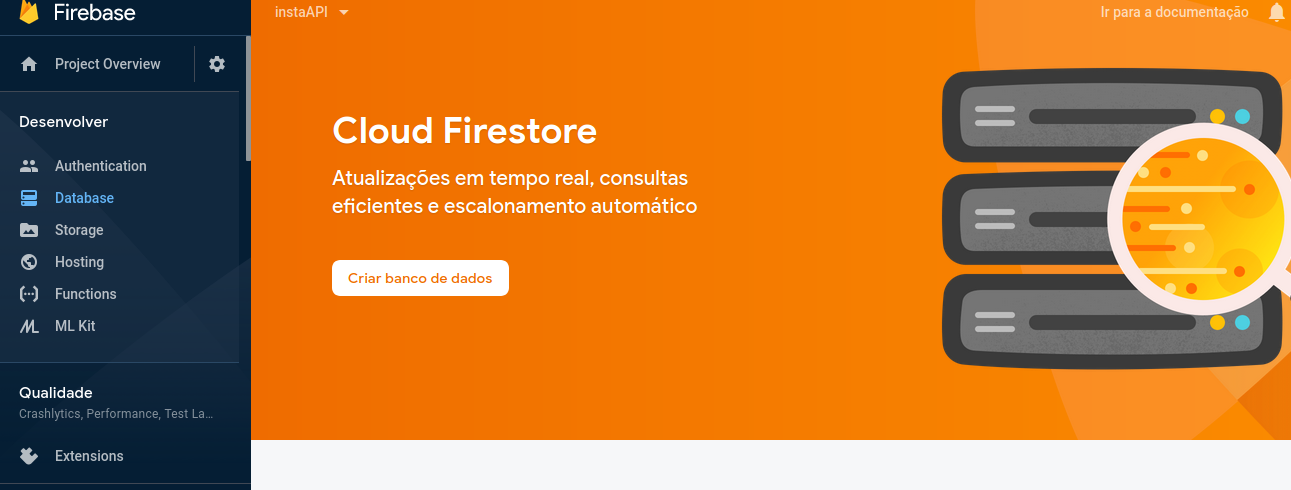 Firebase
instaAPI
Ir para a documentação
Project Overview
Desenvolver
Authentication
Database
Storage
Hosting
Functions
ML Kit
Qualidade
Crashlytics, Performance, Test La...
Extensions
Cloud Firestore
Atualizações em tempo real, consultas
eficientes e escalonamento automático
Criar banco de dados